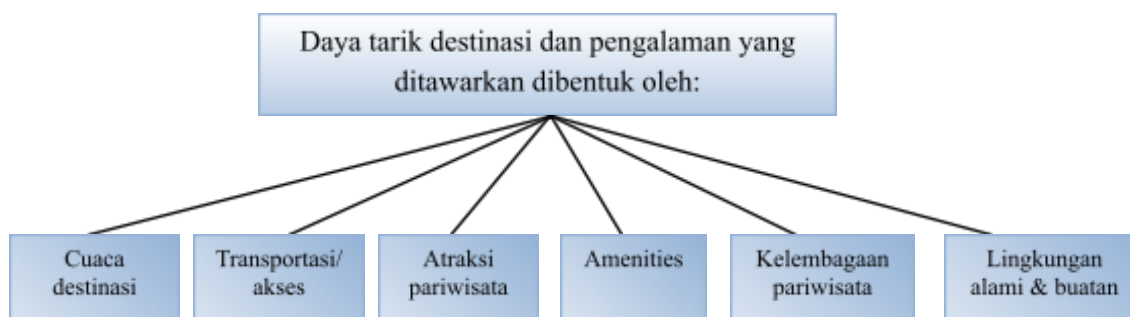 Daya tarik destinasi dan pengalaman yang
ditawarkan dibentuk oleh:
Cuaca
destinasi
Transportasi/
akses
Atraksi
pariwisata
Amenities
Kelembagaan
pariwisata
Lingkungan
alami & buatan